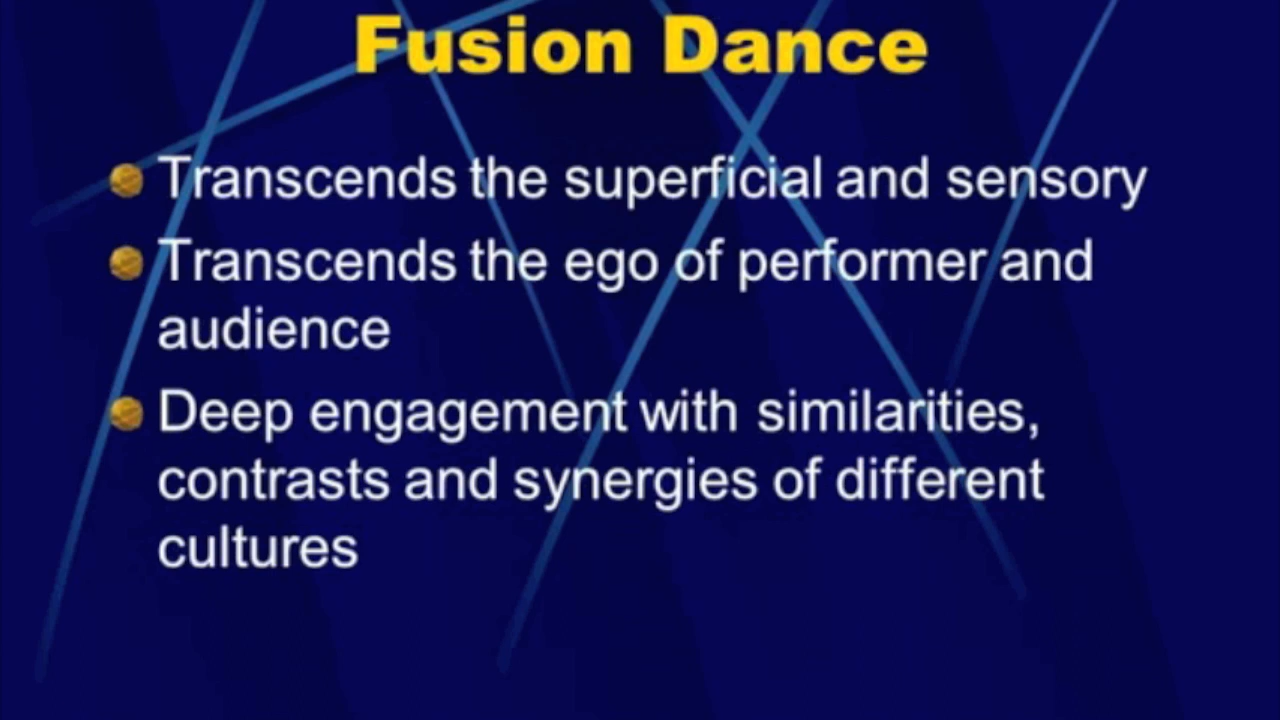 Fusion Dance
Transcends the superficial and sensory
Transcends the ego of performer and
audience
Deep engagement with similarities,
contrasts and synergies of different
cultures